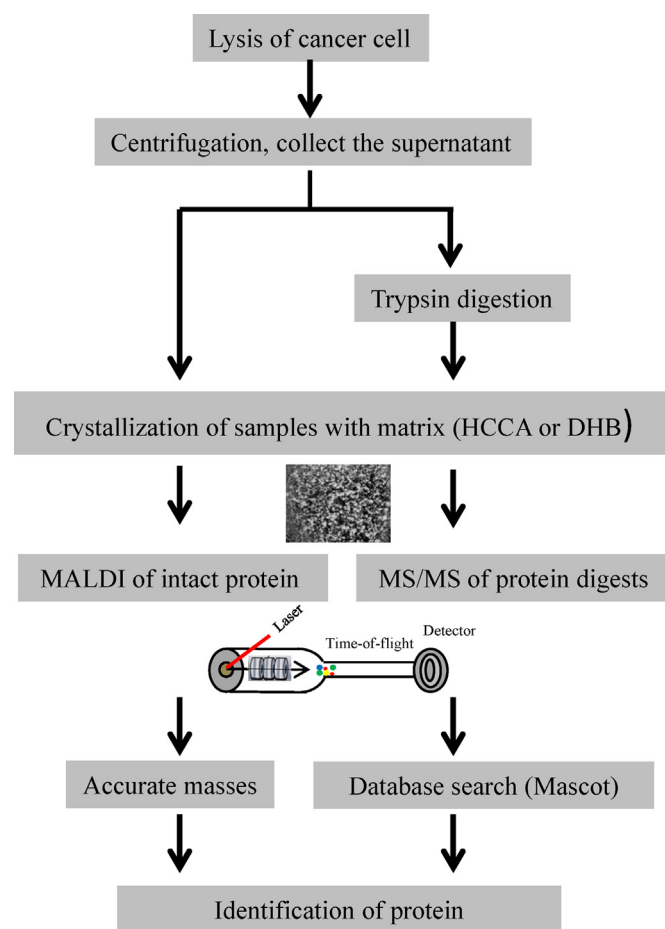 Lysis of cancer cell
Centrifugation, collect the supernatant
Trypsin digestion
Crystallization of samples with matrix (HCCA or DHB)
MALDI of intact protein
MS/MS of protein digests
Laser
Time-of-flight
Detector
Accurate masses
Database search (Mascot)
Identification of protein